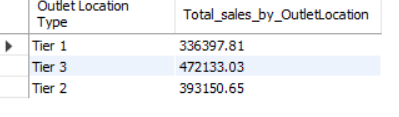 Outlet Location Type Total_sales_by_OutletLocation
Tier 1 336397.81
Tier 3 472133.03
Tier 2 393150.65